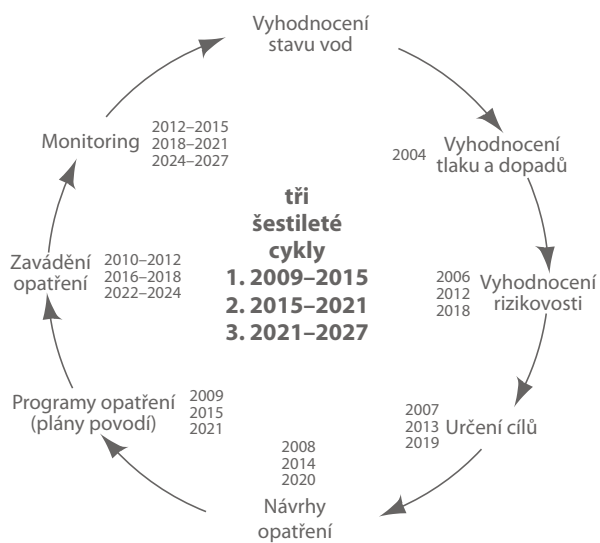 Vyhodnocení
stavu vod
Vyhodnocení
tlaku a dopadů
2004
Vyhodnocení
rizikovosti
2006
2012
2018
Určení cílů
2007
2013
2019
2008
2014
2020
Návrhy
opatření
Programy opatření
(plány povodí)
2009
2015
2021
Zavádění
opatření
2010–2012
2016–2018
2022–2024
Monitoring
2012–2015
2018–2021
2024–2027
tři
šestileté
cykly
1. 2009–2015
2. 2015–2021
3. 2021–2027